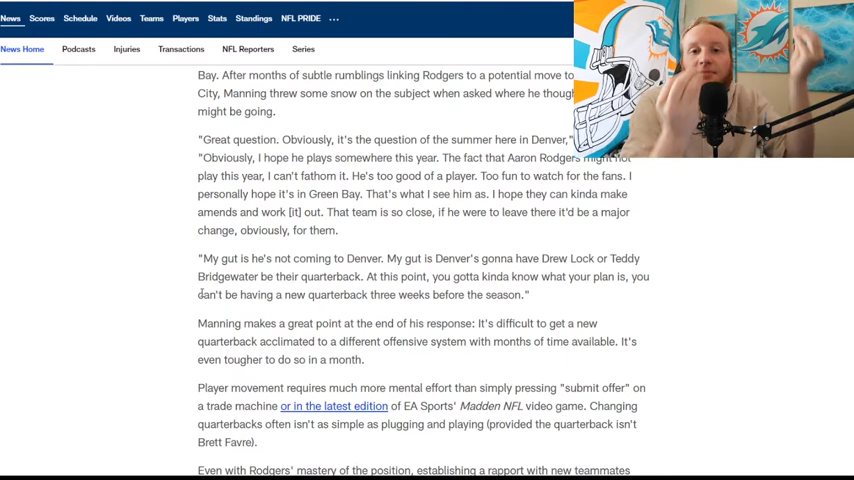 News Scores Schedule Videos Teams Players Stats Standings NFL PRIDE ...
News Home Podcasts Injuries Transactions NFL Reporters Series
Bay. After months of subtle rumblings linking Rodgers to a potential move to
City, Manning threw some snow on the subject when asked where he
might be going.
"Great question. Obviously, it's the question of the summer here in Denver,"
"Obviously, I hope he plays somewhere this year. The fact that Aaron Rodgers might not
play this year, I can't fathom it. He's too good of a player. Too fun to watch for the fans. I
personally hope it's in Green Bay. That's what I see him as. I hope they can kinda make
amends and work [it] out. That team is so close, if he were to leave there it'd be a major
change, obviously, for them.
"My gut is he's not coming to Denver. My gut is Denver's gonna have Drew Lock or Teddy
Bridgewater be their quarterback. At this point, you gotta kinda know what your plan is, you
can't be having a new quarterback three weeks before the season."
Manning makes a great point at the end of his response: It's difficult to get a new
quarterback acclimated to a different offensive system with months of time available. It's
even tougher to do so in a month.
Player movement requires much more mental effort than simply pressing "submit offer" on
a trade machine or in the latest edition of EA Sports' Madden NFL video game. Changing
quarterbacks often isn't as simple as plugging and playing (provided the quarterback isn't
Brett Favre).
Even with Rodgers' mastery of the position, establishing a rapport with new teammates